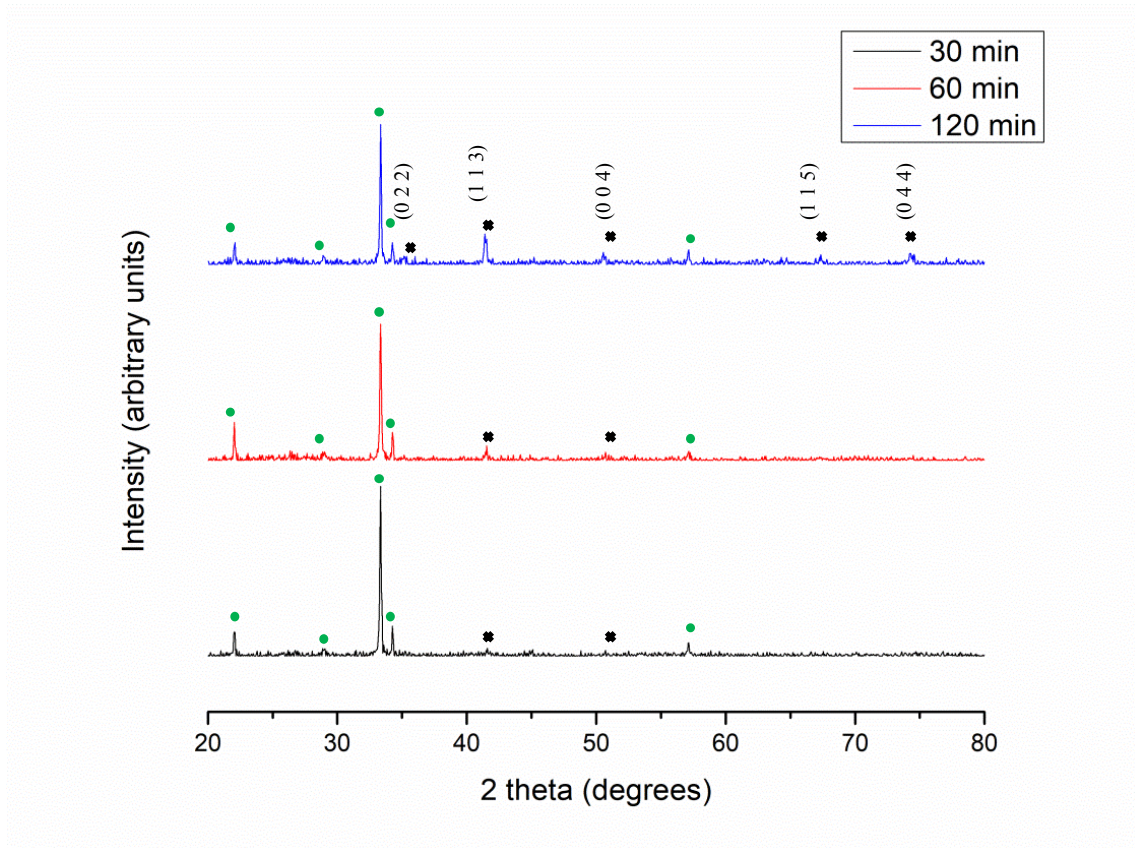 30 min
60 min
120 min
(0 2 2)
(1 1 3)
(0 0 4)
(1 1 5)
(0 4 4)
Intensity (arbitrary units)
20 30 40 50 60 70 80
2 theta (degrees)